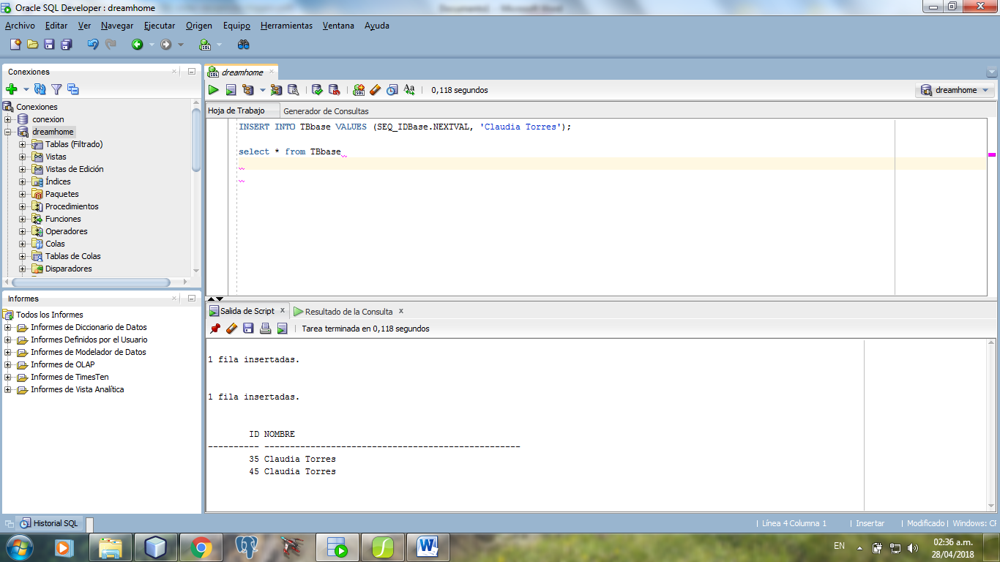 Oracle SQL Developer : dreamhome
Archivo Editar Ver Navegar Ejecutar Origen Equipo Herramientas Ventana Ayuda
Conexiones
Conexiones
conexion
dreamhome
Tablas (Filtrado)
Vistas
Vistas de Edición
Índices
Paquetes
Procedimientos
Funciones
Operadores
Colas
Tablas de Colas
Disparadores
Informes
Todos los Informes
Informes de Diccionario de Datos
Informes Definidos por el Usuario
Informes de Modelador de Datos
Informes de OLAP
Informes de TimesTen
Informes de Vista Analítica
dreamhome
0,118 segundos
dreamhome
Hoja de Trabajo Generador de Consultas
INSERT INTO TBbase VALUES (SEQ_IDBase.NEXTVAL, 'Claudia Torres');
select * from TBbase
Salida de Script Resultado de la Consulta
Tarea terminada en 0,118 segundos
1 fila insertadas.
1 fila insertadas.
ID NOMBRE
---------- --------------------------------------------------
35 Claudia Torres
45 Claudia Torres
Historial SQL
Línea 4 Columna 1 Insertar Modificado Windows: CF
EN
02:36 a.m.
28/04/2018